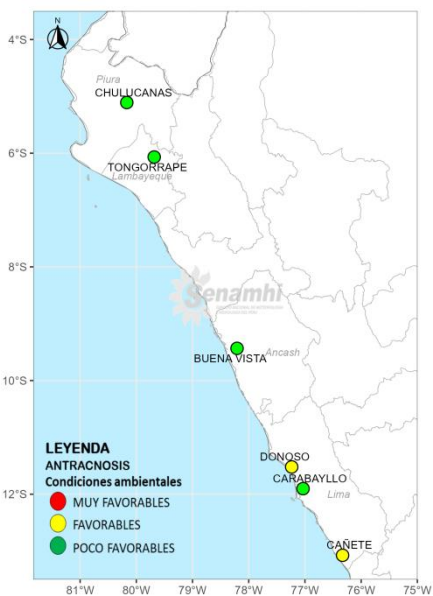 N
4°S
Piura
CHULUCANAS
6°S
TONGORRAPE
Lambayeque
8°S
Senamhi
BUENA VISTA
Ancash
10°S
LEYENDA
ANTRACNOSIS
Condiciones ambientales
MUY FAVORABLES
FAVORABLES
POCO FAVORABLES
DONOSO
CARABAYLLO
Lima
12°S
CAÑETE
81°W 80°W 79°W 78°W 77°W 76°W 75°W